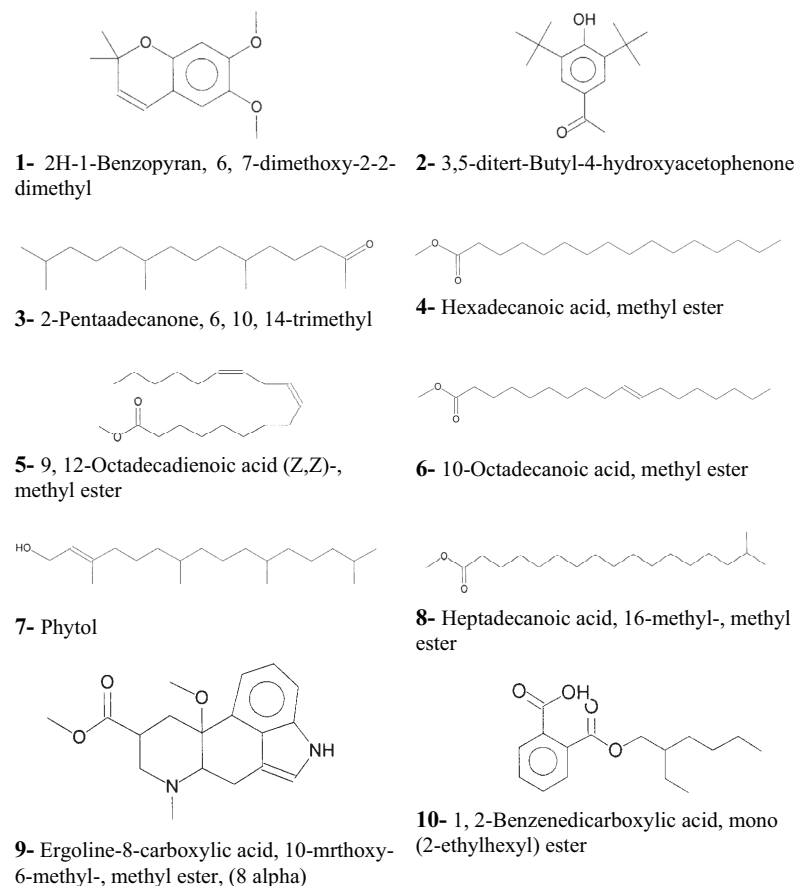 O
O
O
OH
O
1- 2H-1-Benzopyran, 6, 7-dimethoxy-2-2-
dimethyl
2- 3,5-ditert-Butyl-4-hydroxyacetophenone
O
O
O
3- 2-Pentaadecanone, 6, 10, 14-trimethyl
4- Hexadecanoic acid, methyl ester
O
O
O
O
5- 9, 12-Octadecadienoic acid (Z,Z)-,
methyl ester
6- 10-Octadecanoic acid, methyl ester
HO
O
O
7- Phytol
8- Heptadecanoic acid, 16-methyl-, methyl
ester
O
O
O
N
NH
O
OH
O
O
9- Ergoline-8-carboxylic acid, 10-mrthoxy-
6-methyl-, methyl ester, (8 alpha)
10- 1, 2-Benzenedicarboxylic acid, mono
(2-ethylhexyl) ester